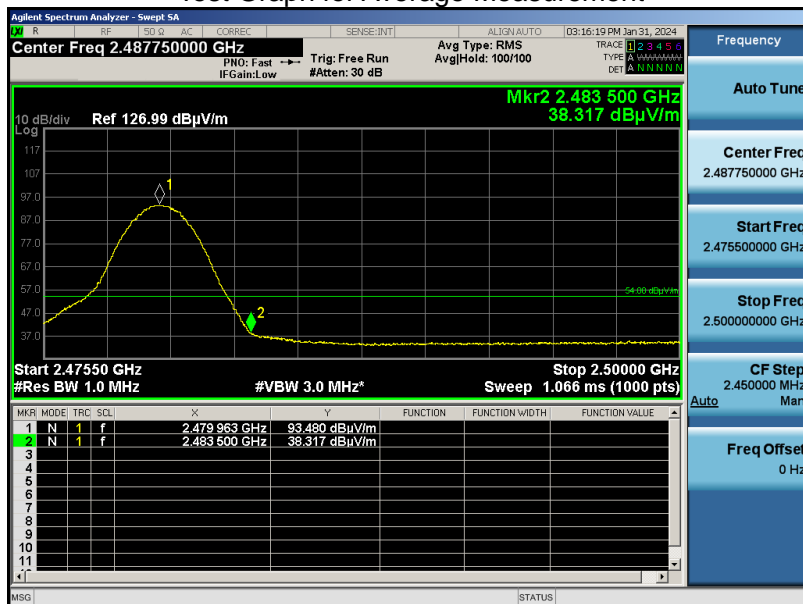 Test Graph for Average Measurement
Agilent Spectrum Analyzer - Swept SA
LXI R RF 50 Ω AC CORREC SENSE:INT ALIGN AUTO 03:16:19 PM Jan 31, 2024
Center Freq 2.487750000 GHz
PNO: Fast
IFGain:Low
Trig: Free Run
#Atten: 30 dB
Avg Type: RMS
Avg|Hold: 100/100
TRACE 1 2 3 4 5 6
TYPE A WWWWW
DET A N N N N N
Mkr2 2.483 500 GHz
38.317 dBμV/m
10 dB/div Ref 126.99 dBμV/m
Log
117
107
97.0
87.0
77.0
67.0
57.0
47.0
37.0
1
54.00 dBμV/m
2
Start 2.47550 GHz Stop 2.50000 GHz
#Res BW 1.0 MHz #VBW 3.0 MHz* Sweep 1.066 ms (1000 pts)
MKR MODE TRC SCL X Y FUNCTION FUNCTION WIDTH FUNCTION VALUE
1 N 1 f 2.479 963 GHz 93.480 dBμV/m
2 N 1 f 2.483 500 GHz 38.317 dBμV/m
3
4
5
6
7
8
9
10
11
MSG STATUS
Frequency
Auto Tune
Center Freq
2.487750000 GHz
Start Freq
2.475500000 GHz
Stop Freq
2.500000000 GHz
CF Step
2.450000 MHz
Auto Man
Freq Offset
0 Hz